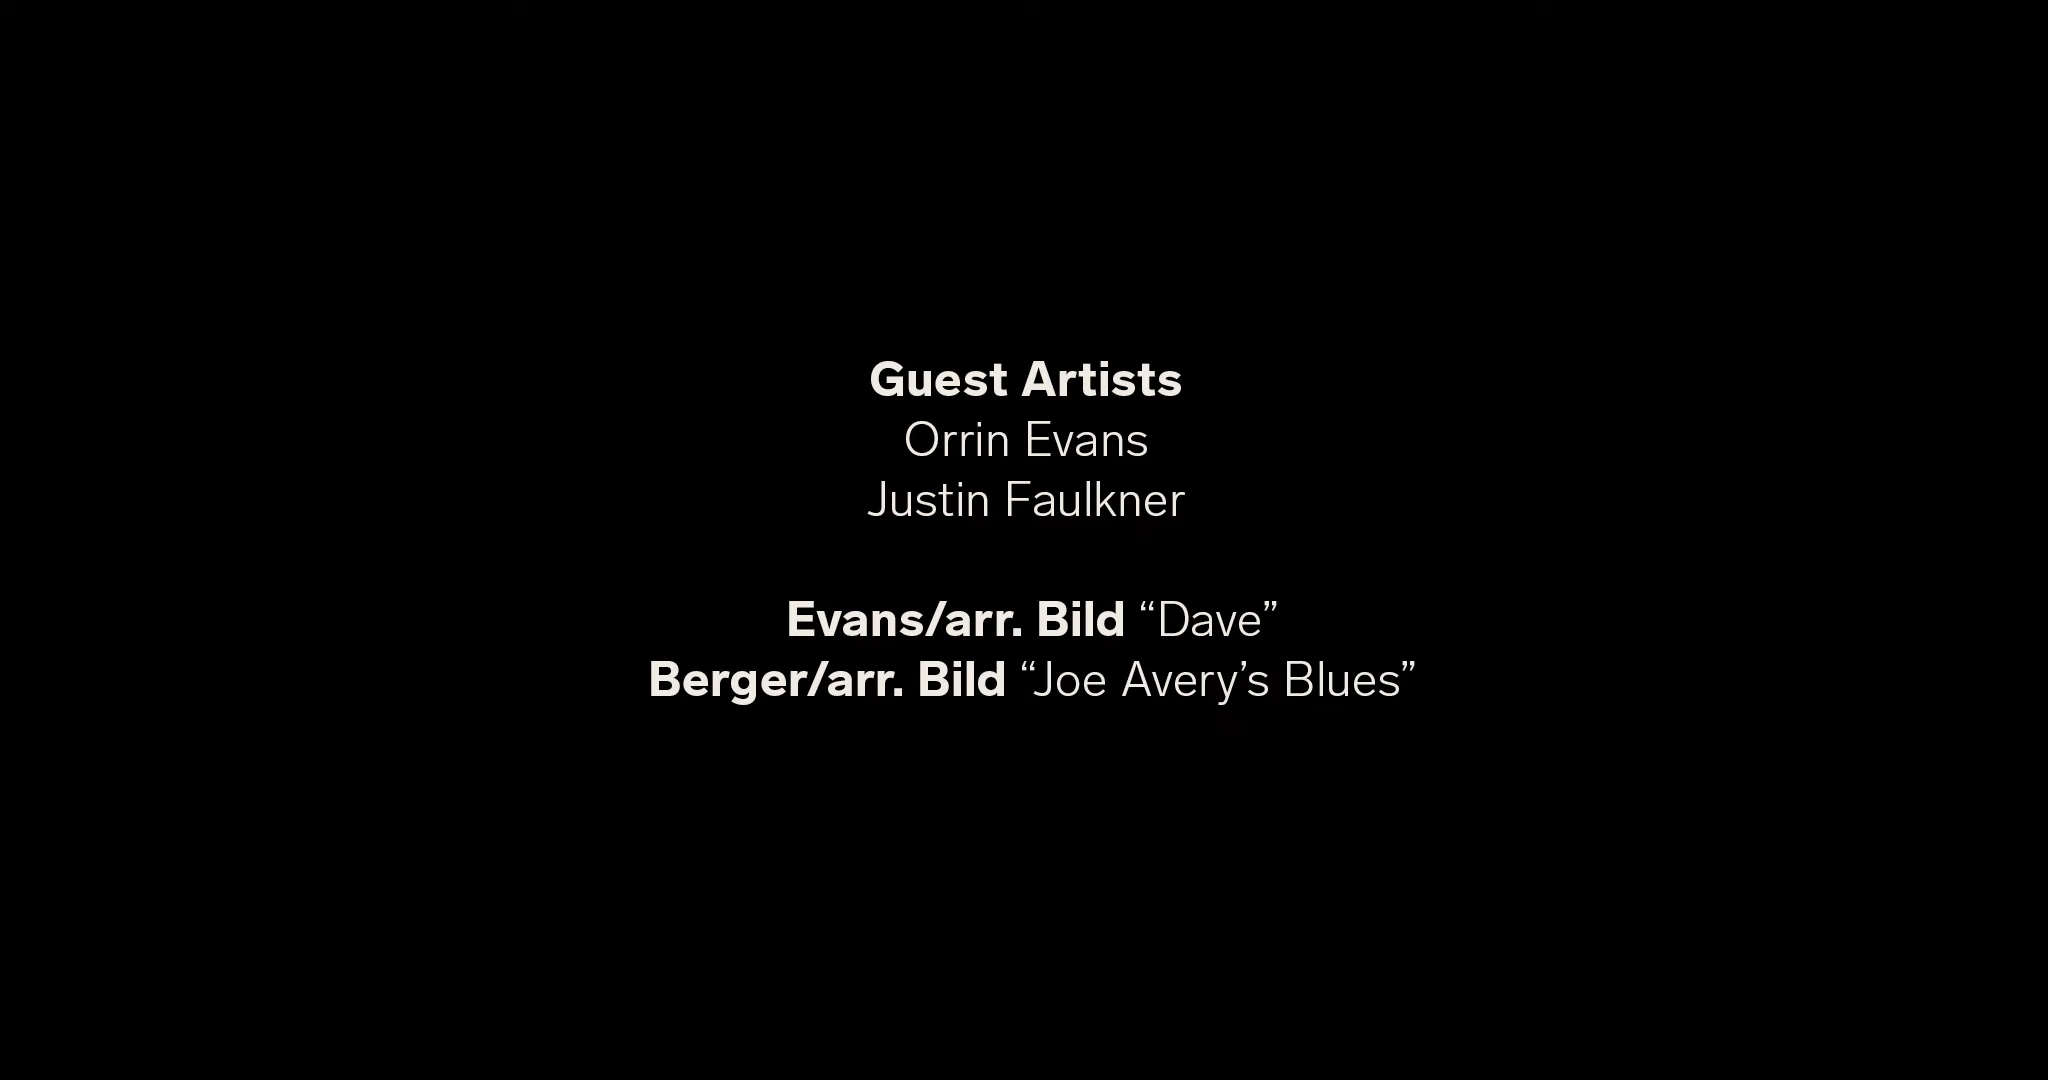 Guest Artists
Orrin Evans
Justin Faulkner
Evans/arr. Bild “Dave”
Berger/arr. Bild “Joe Avery’s Blues”